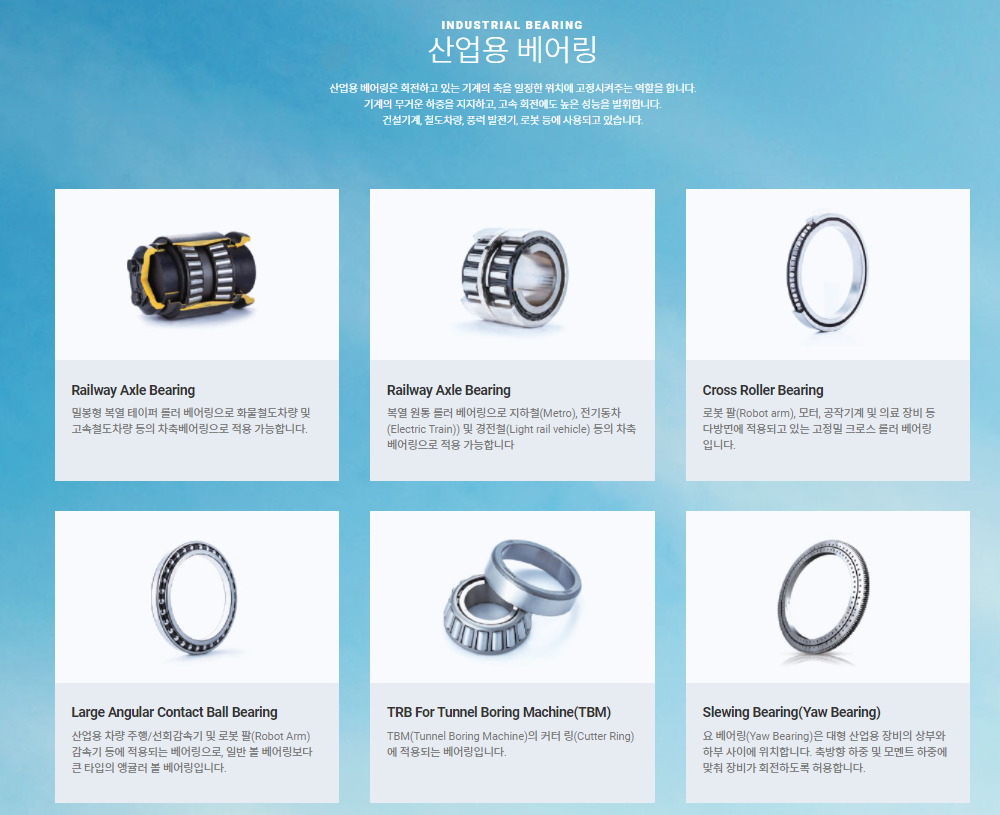 INDUSTRIAL BEARING
산업용 베어링
산업용 베어링은 회전하고 있는 기계의 축을 일정한 위치에 고정시켜주는 역할을 합니다.
기계의 무거운 하중을 지지하고, 고속 회전에도 높은 성능을 발휘합니다.
건설기계, 철도차량, 풍력 발전기, 로봇 등에 사용되고 있습니다.
Railway Axle Bearing
밀봉형 복열 테이퍼 롤러 베어링으로 화물철도차량 및
고속철도차량 등의 차축베어링으로 적용 가능합니다.
Railway Axle Bearing
복열 원통 롤러 베어링으로 지하철(Metro), 전기동차
(Electric Train)) 및 경전철(Light rail vehicle) 등의 차축
베어링으로 적용 가능합니다
Cross Roller Bearing
로봇 팔(Robot arm), 모터, 공작기계 및 의료 장비 등
다방면에 적용되고 있는 고정밀 크로스 롤러 베어링
입니다.
Large Angular Contact Ball Bearing
산업용 차량 주행/선회감속기 및 로봇 팔(Robot Arm)
감속기 등에 적용되는 베어링으로, 일반 볼 베어링보다
큰 타입의 앵귤러 볼 베어링입니다.
TRB For Tunnel Boring Machine(TBM)
TBM(Tunnel Boring Machine)의 커터 링(Cutter Ring)
에 적용되는 베어링입니다.
Slewing Bearing(Yaw Bearing)
요 베어링(Yaw Bearing)은 대형 산업용 장비의 상부와
하부 사이에 위치합니다. 축방향 하중 및 모멘트 하중에
맞춰 장비가 회전하도록 허용합니다.